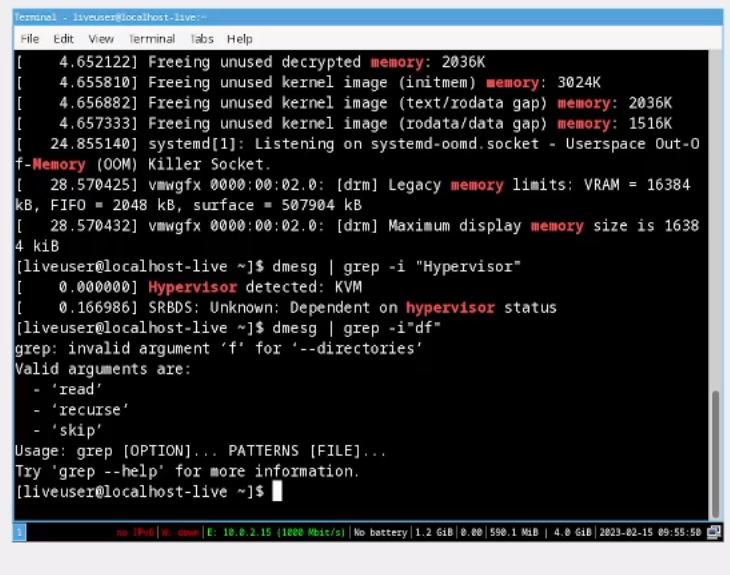 Terminal - liveuser@localhost-live:~
File Edit View Terminal Tabs Help
[    4.652122] Freeing unused decrypted memory: 2036K
[    4.655810] Freeing unused kernel image (initmem) memory: 3024K
[    4.656882] Freeing unused kernel image (text/rodata gap) memory: 2036K
[    4.657333] Freeing unused kernel image (rodata/data gap) memory: 1516K
[   24.855140] systemd[1]: Listening on systemd-oomd.socket - Userspace Out-O
f-Memory (OOM) Killer Socket.
[   28.570425] vmwgfx 0000:00:02.0: [drm] Legacy memory limits: VRAM = 16384
kB, FIFO = 2048 kB, surface = 507904 kB
[   28.570432] vmwgfx 0000:00:02.0: [drm] Maximum display memory size is 1638
4 kiB
[liveuser@localhost-live ~]$ dmesg | grep -i "Hypervisor"
[    0.000000] Hypervisor detected: KVM
[    0.166986] SRBDS: Unknown: Dependent on hypervisor status
[liveuser@localhost-live ~]$ dmesg | grep -i"df"
grep: invalid argument ‘f’ for ‘--directories’
Valid arguments are:
  - ‘read’
  - ‘recurse’
  - ‘skip’
Usage: grep [OPTION]... PATTERNS [FILE]...
Try 'grep --help' for more information.
[liveuser@localhost-live ~]$
1 no IPv6 | W: down | E: 10.0.2.15 (1000 Mbit/s) | No battery | 1.2 GiB | 0.00 | 590.1 MiB | 4.0 GiB | 2023-02-15 09:55:50